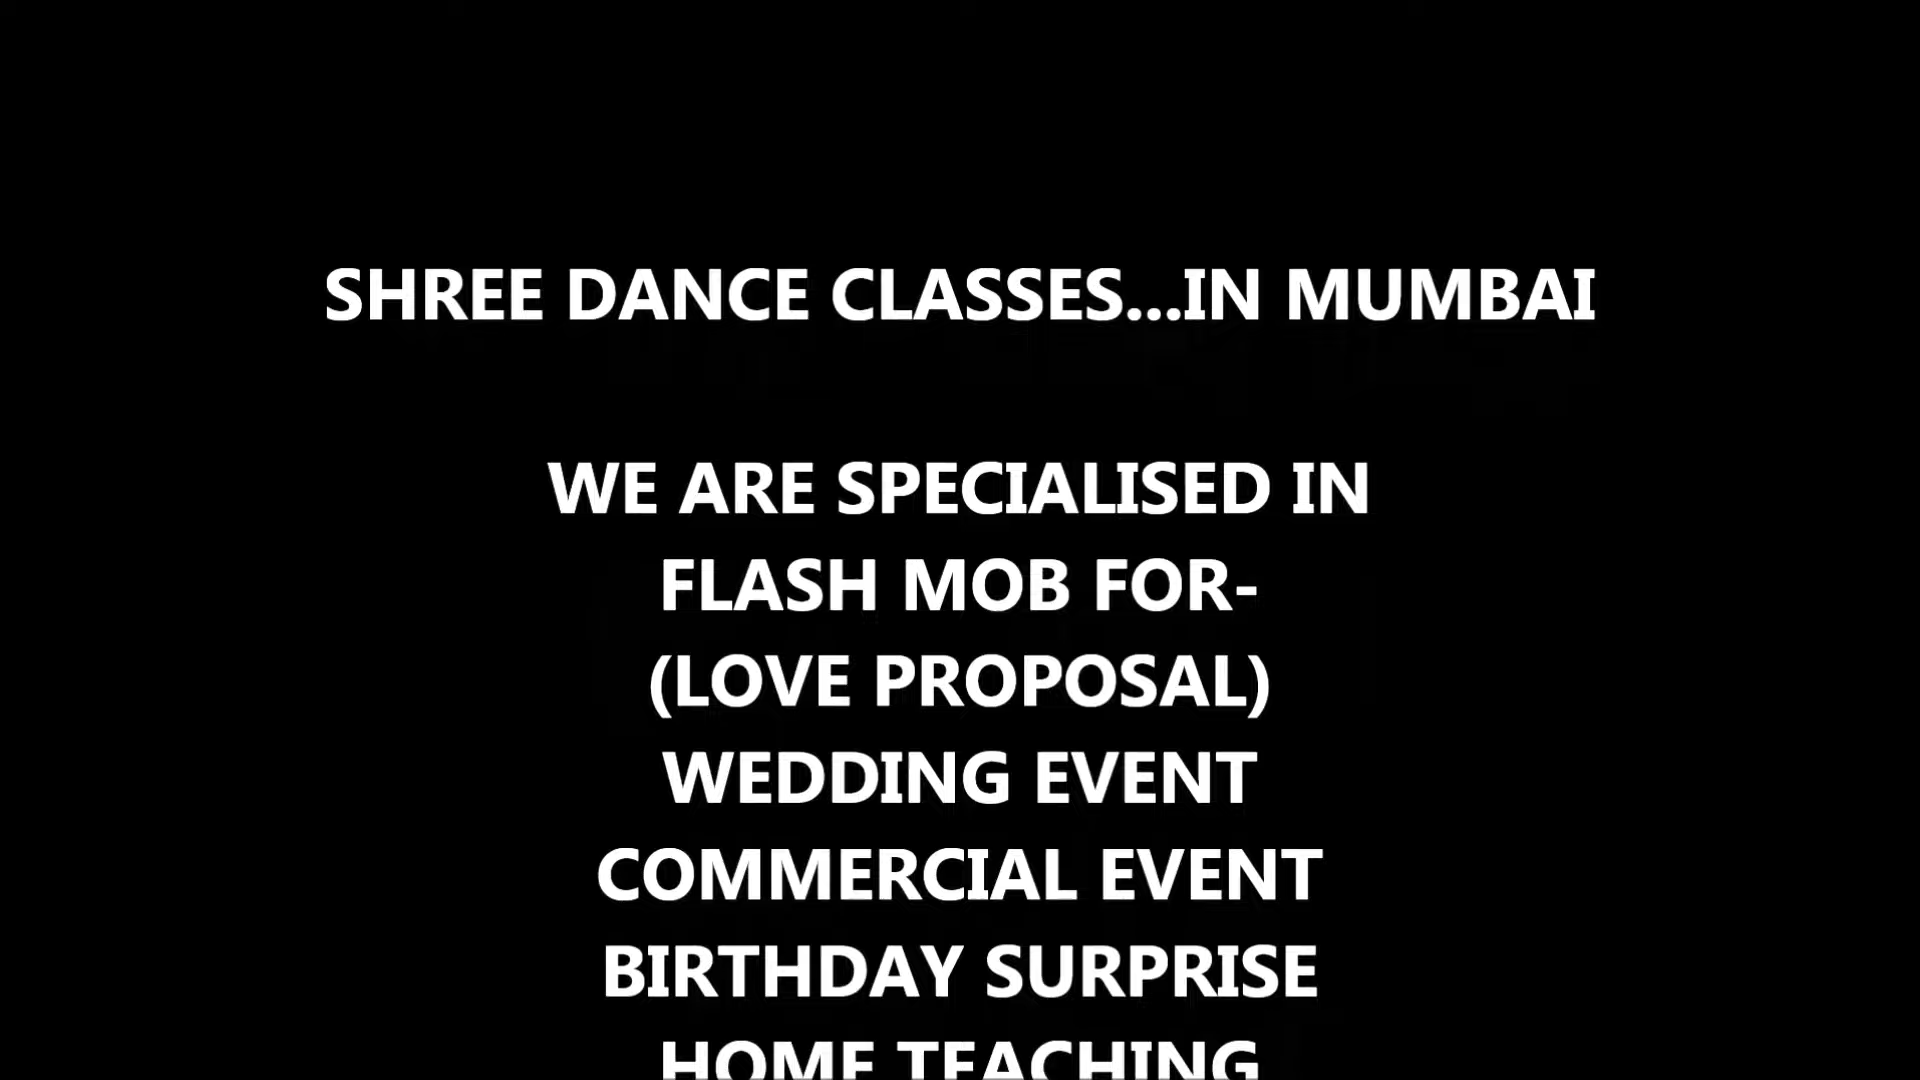 SHREE DANCE CLASSES...IN MUMBAI
WE ARE SPECIALISED IN
FLASH MOB FOR-
(LOVE PROPOSAL)
WEDDING EVENT
COMMERCIAL EVENT
BIRTHDAY SURPRISE
HOME TEACHING